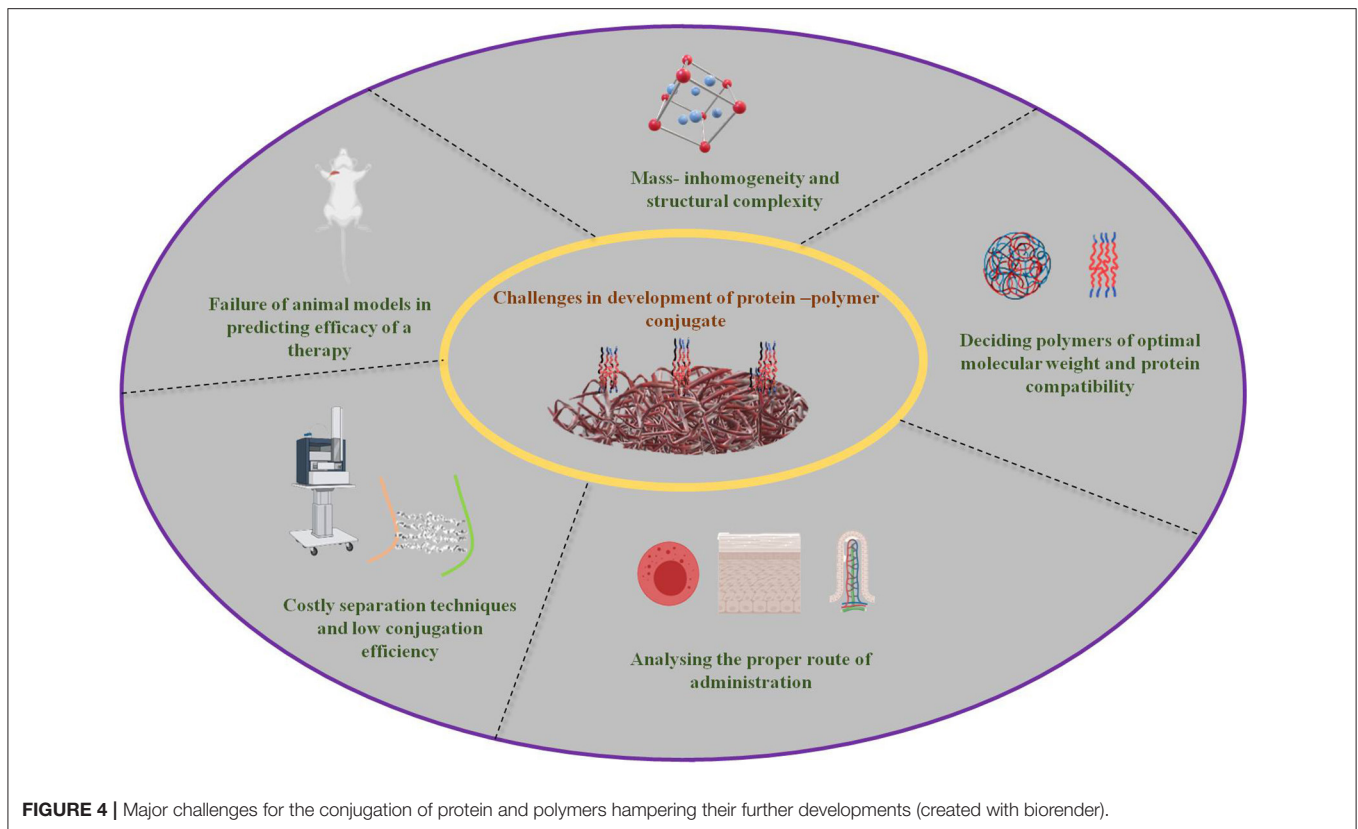 Mass- inhomogeneity and
structural complexity
Failure of animal models in
predicting efficacy of a
therapy
Challenges in development of protein –polymer
conjugate
Deciding polymers of optimal
molecular weight and protein
compatibility
Costly separation techniques
and low conjugation
efficiency
Analysing the proper route of
administration
FIGURE 4 | Major challenges for the conjugation of protein and polymers hampering their further developments (created with biorender).